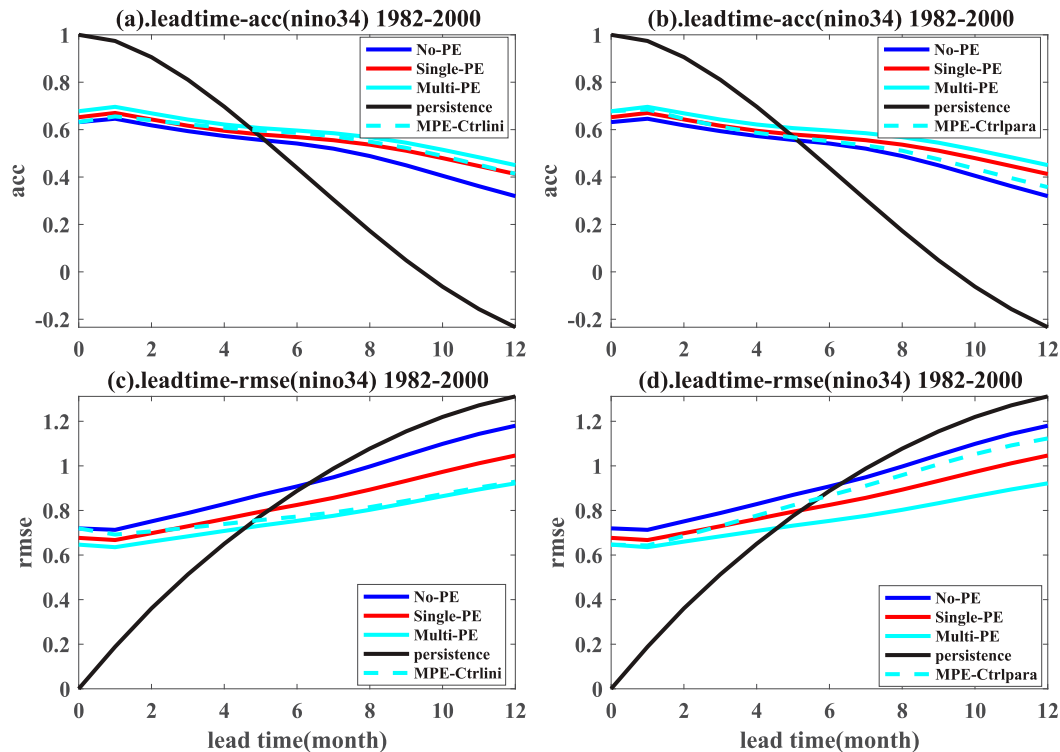 (a).leadtime-acc(nino34) 1982-2000
1
0.8
0.6
0.4
0.2
0
-0.2
acc
No-PE
Single-PE
Multi-PE
persistence
MPE-Ctrlini
0 2 4 6 8 10 12
(b).leadtime-acc(nino34) 1982-2000
1
0.8
0.6
0.4
0.2
0
-0.2
acc
No-PE
Single-PE
Multi-PE
persistence
MPE-Ctrlpara
0 2 4 6 8 10 12
(c).leadtime-rmse(nino34) 1982-2000
1.2
1
0.8
0.6
0.4
0.2
0
rmse
No-PE
Single-PE
Multi-PE
persistence
MPE-Ctrlini
0 2 4 6 8 10 12
lead time(month)
(d).leadtime-rmse(nino34) 1982-2000
1.2
1
0.8
0.6
0.4
0.2
0
rmse
No-PE
Single-PE
Multi-PE
persistence
MPE-Ctrlpara
0 2 4 6 8 10 12
lead time(month)